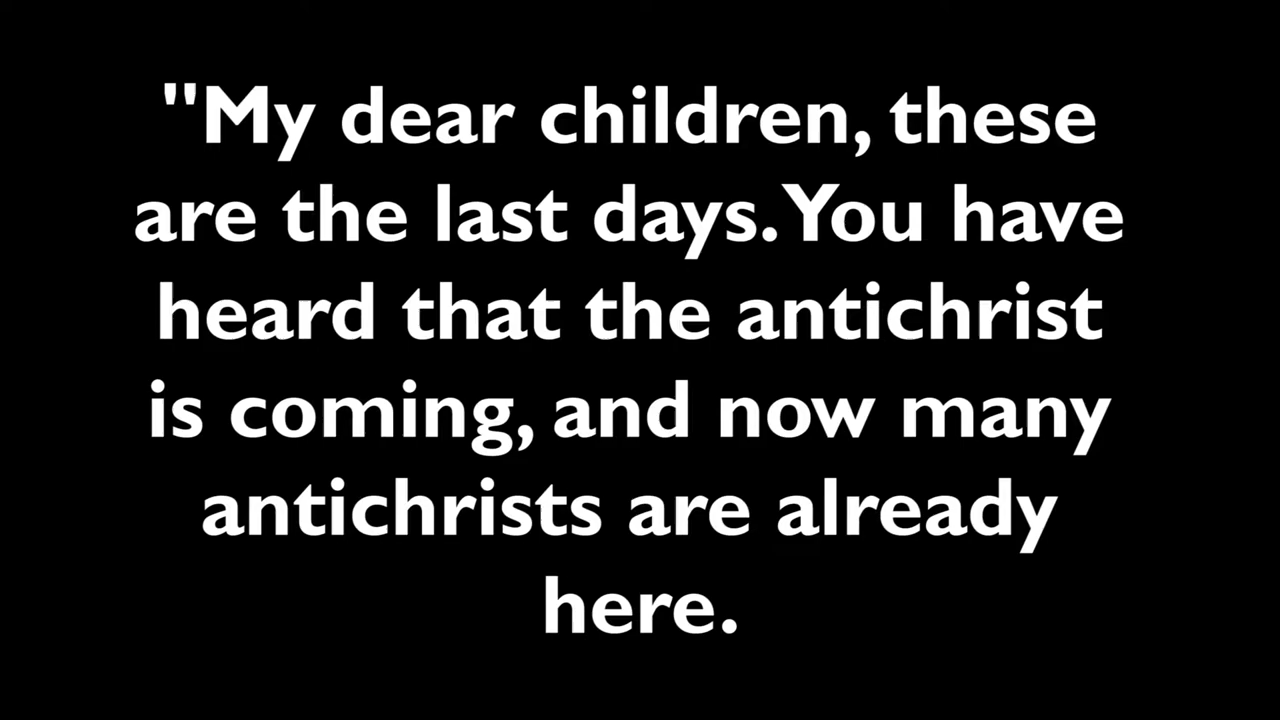 "My dear children, these
are the last days. You have
heard that the antichrist
is coming, and now many
antichrists are already
here.